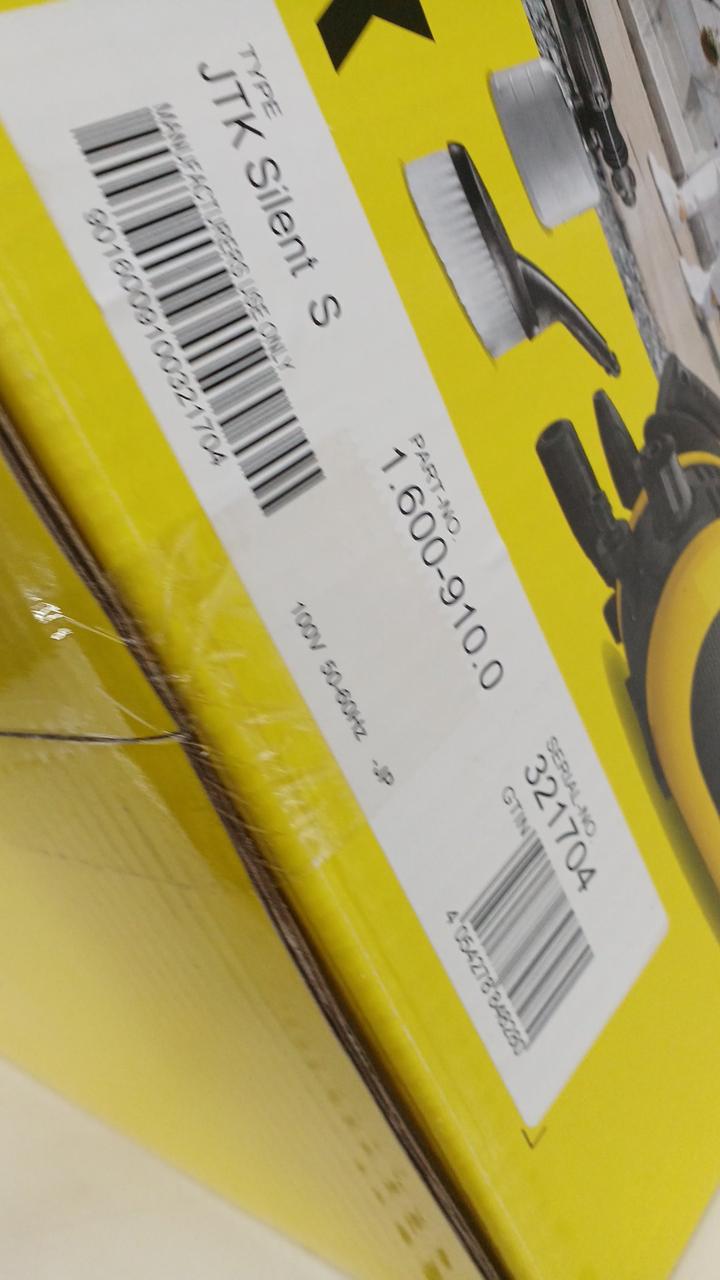 TYPE
JTK Silent S
MANUFACTURERS USE ONLY
9016009100321704
PART-NO.
1.600-910.0
100V 50-60Hz -JP
SERIAL-NO.
321704
GTIN